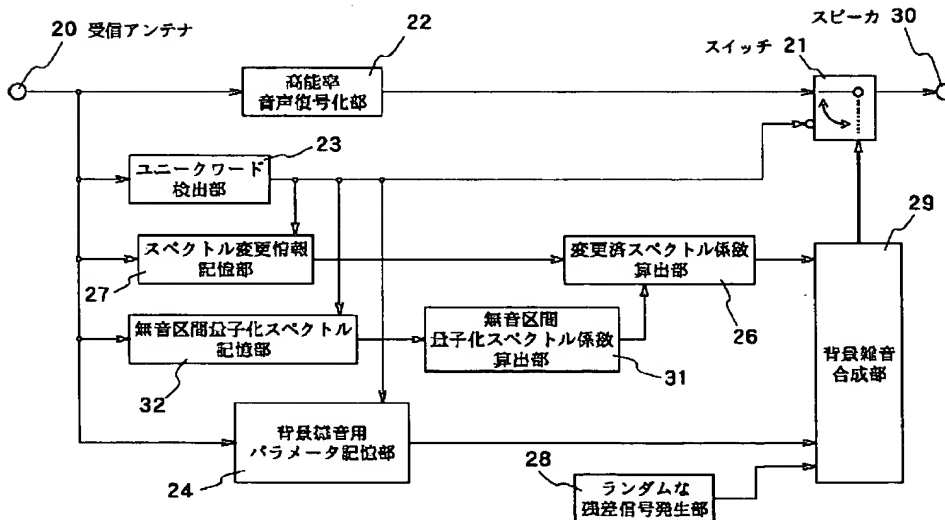 20 受信アンテナ
22
スピーカ 30
スイッチ 21
高能率
音声復号化部
23
ユニークワード
検出部
29
スペクトル変更情報
記憶部
27
変更済スペクトル係数
算出部
26
無音区間量子化スペクトル
記憶部
32
無音区間
量子化スペクトル係数
算出部
31
背景雑音
合成部
背景雑音用
パラメータ記憶部
24
28
ランダムな
残差信号発生部